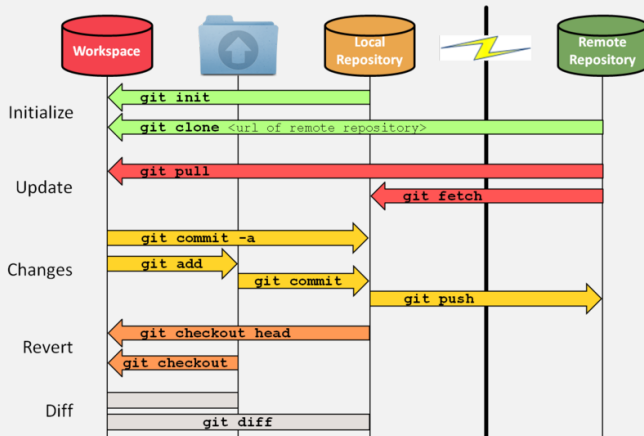 Workspace
Local
Repository
Remote
Repository
Initialize
git init
git clone <url of remote repository>
Update
git pull
git fetch
Changes
git commit -a
git add
git commit
git push
Revert
git checkout head
git checkout
Diff
git diff